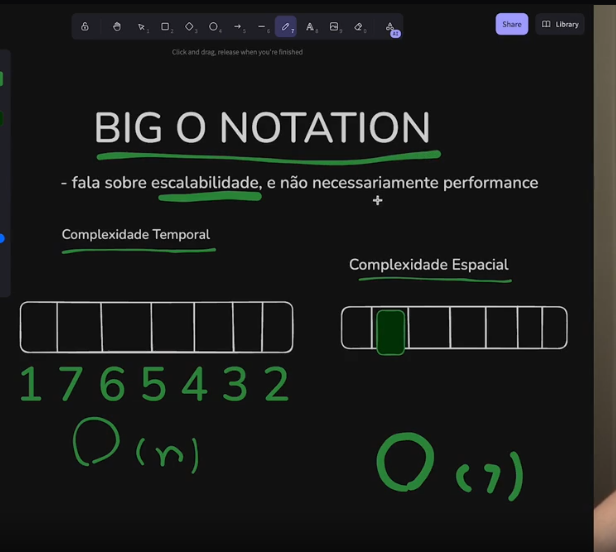 Share
Library
Click and drag, release when you're finished
BIG O NOTATION
- fala sobre escalabilidade, e não necessariamente performance
Complexidade Temporal
Complexidade Espacial
1 7 6 5 4 3 2
O (n)
O (1)